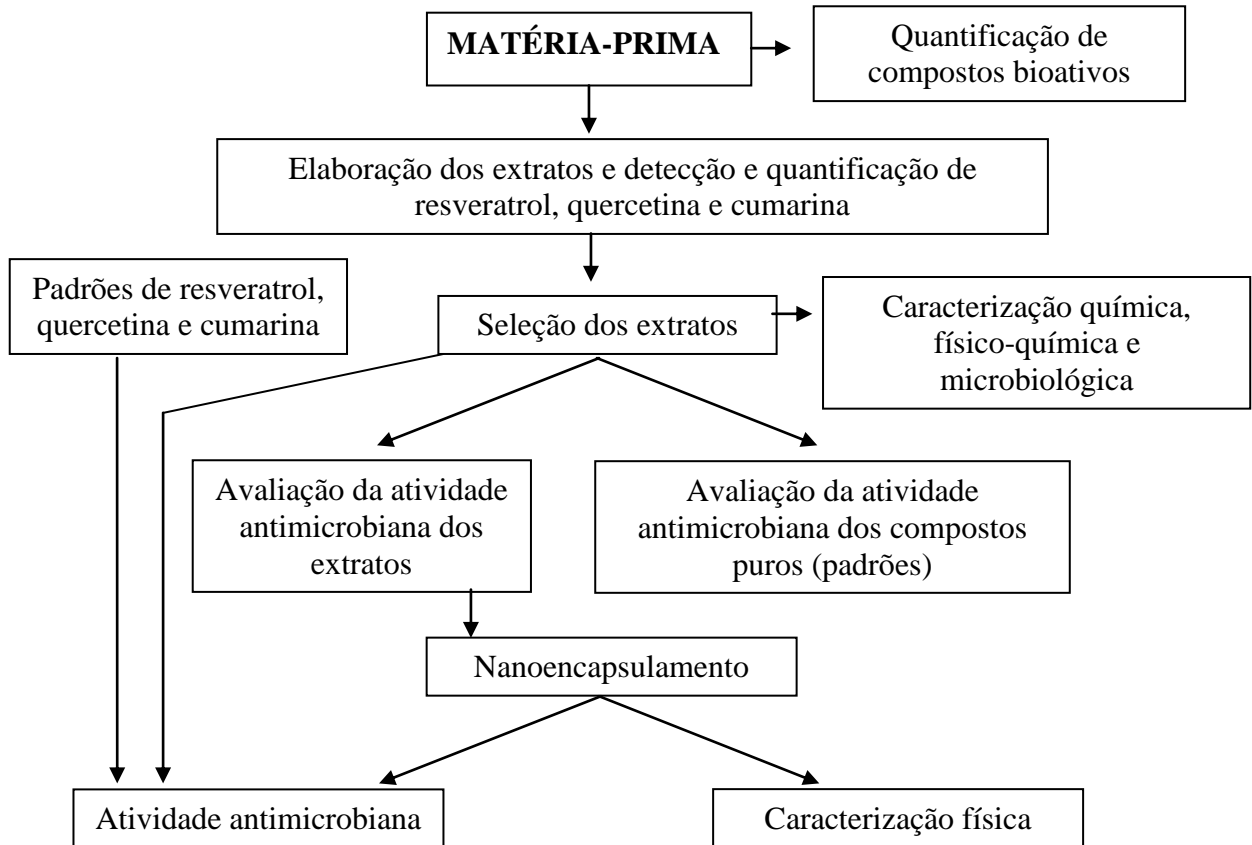 MATÉRIA-PRIMA
Quantificação de
compostos bioativos
Elaboração dos extratos e detecção e quantificação de
resveratrol, quercetina e cumarina
Padrões de resveratrol,
quercetina e cumarina
Seleção dos extratos
Caracterização química,
físico-química e
microbiológica
Avaliação da atividade
antimicrobiana dos
extratos
Avaliação da atividade
antimicrobiana dos compostos
puros (padrões)
Nanoencapsulamento
Atividade antimicrobiana
Caracterização física